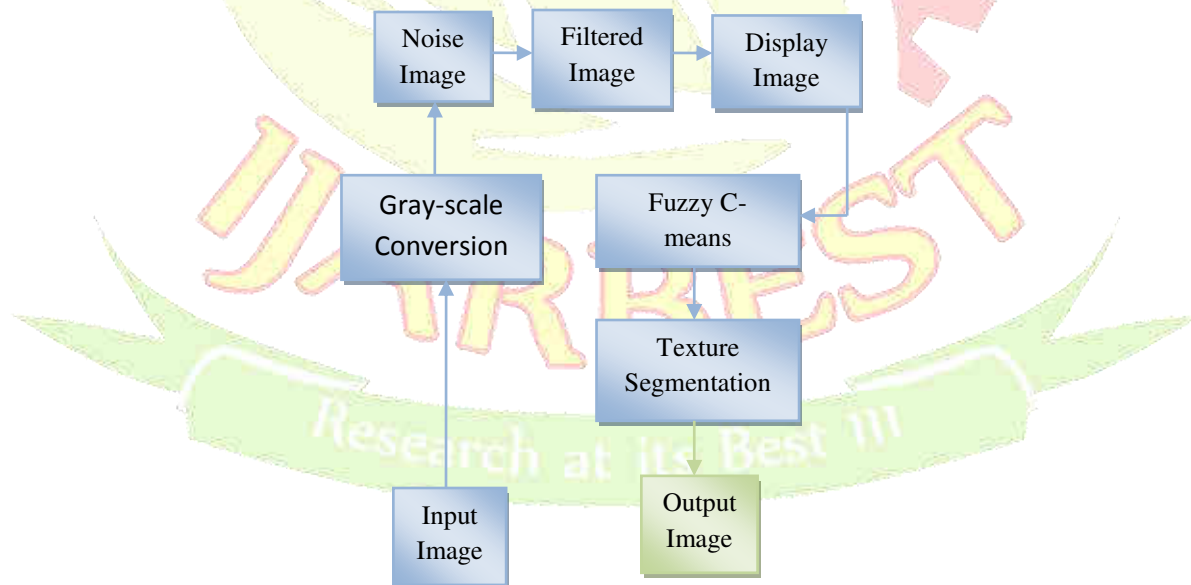 Noise
Image
Filtered
Image
Display
Image
Gray-scale
Conversion
Fuzzy C-
means
IJARBEST
Texture
Segmentation
Research at its Best !!!
Input
Image
Output
Image